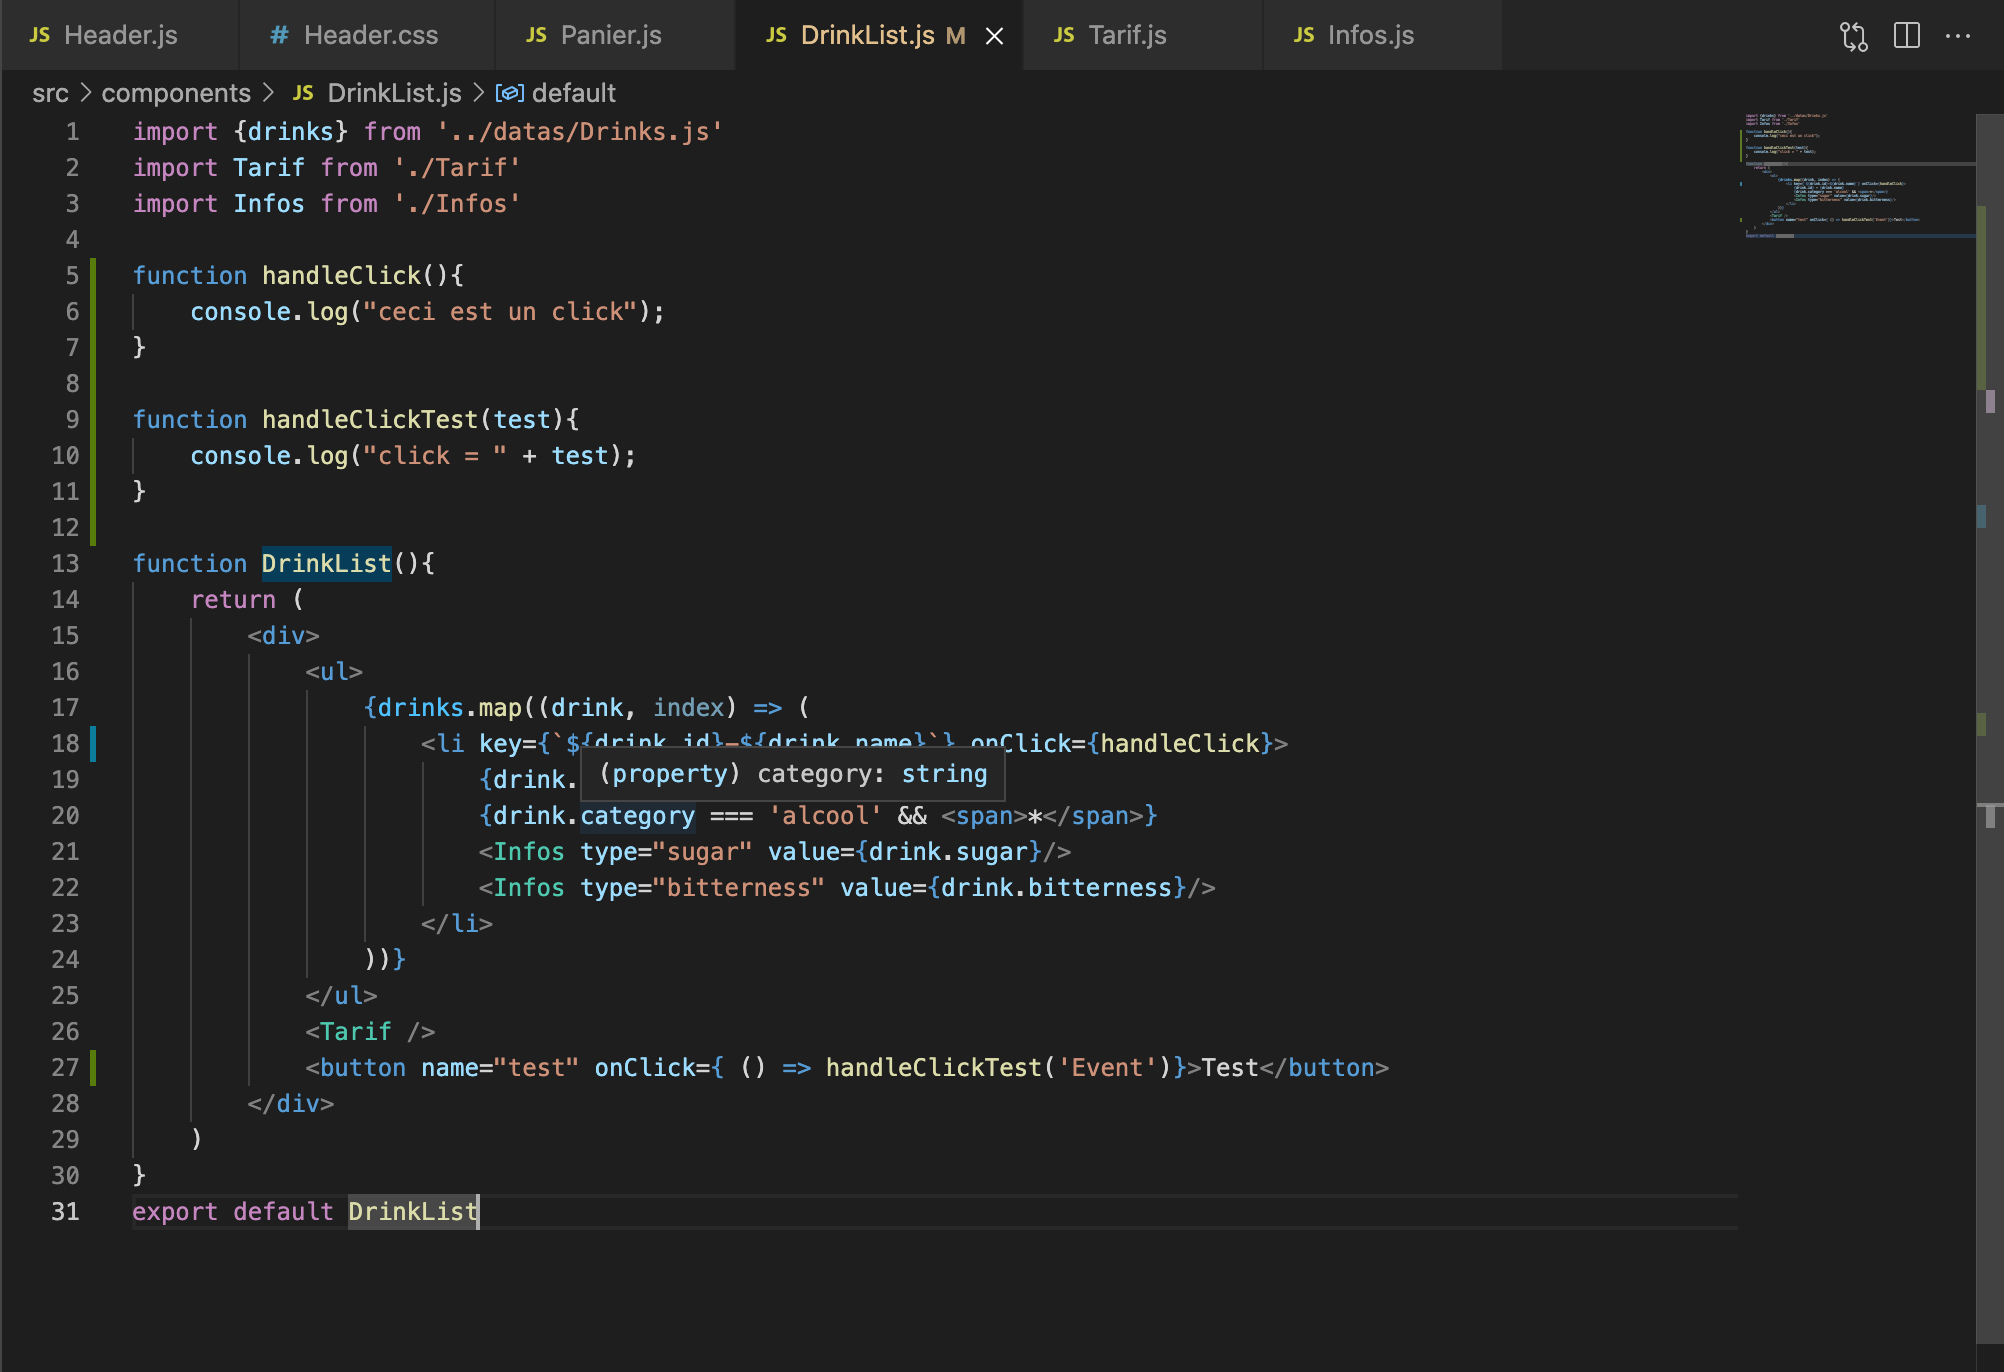 JS Header.js # Header.css JS Panier.js JS DrinkList.js M JS Tarif.js JS Infos.js
src > components > JS DrinkList.js > default
1 import {drinks} from '../datas/Drinks.js'
2 import Tarif from './Tarif'
3 import Infos from './Infos'
4
5 function handleClick(){
6     console.log("ceci est un click");
7 }
8
9 function handleClickTest(test){
10     console.log("click = " + test);
11 }
12
13 function DrinkList(){
14     return (
15         <div>
16             <ul>
17                 {drinks.map((drink, index) => (
18                     <li key={`${drink.id}-${drink.name}`} onClick={handleClick}>
19                         {drink.
(property) category: string
20                         {drink.category === 'alcool' && <span>*</span>}
21                         <Infos type="sugar" value={drink.sugar}/>
22                         <Infos type="bitterness" value={drink.bitterness}/>
23                     </li>
24                 ))}
25             </ul>
26             <Tarif />
27             <button name="test" onClick={ () => handleClickTest('Event')}>Test</button>
28         </div>
29     )
30 }
31 export default DrinkList